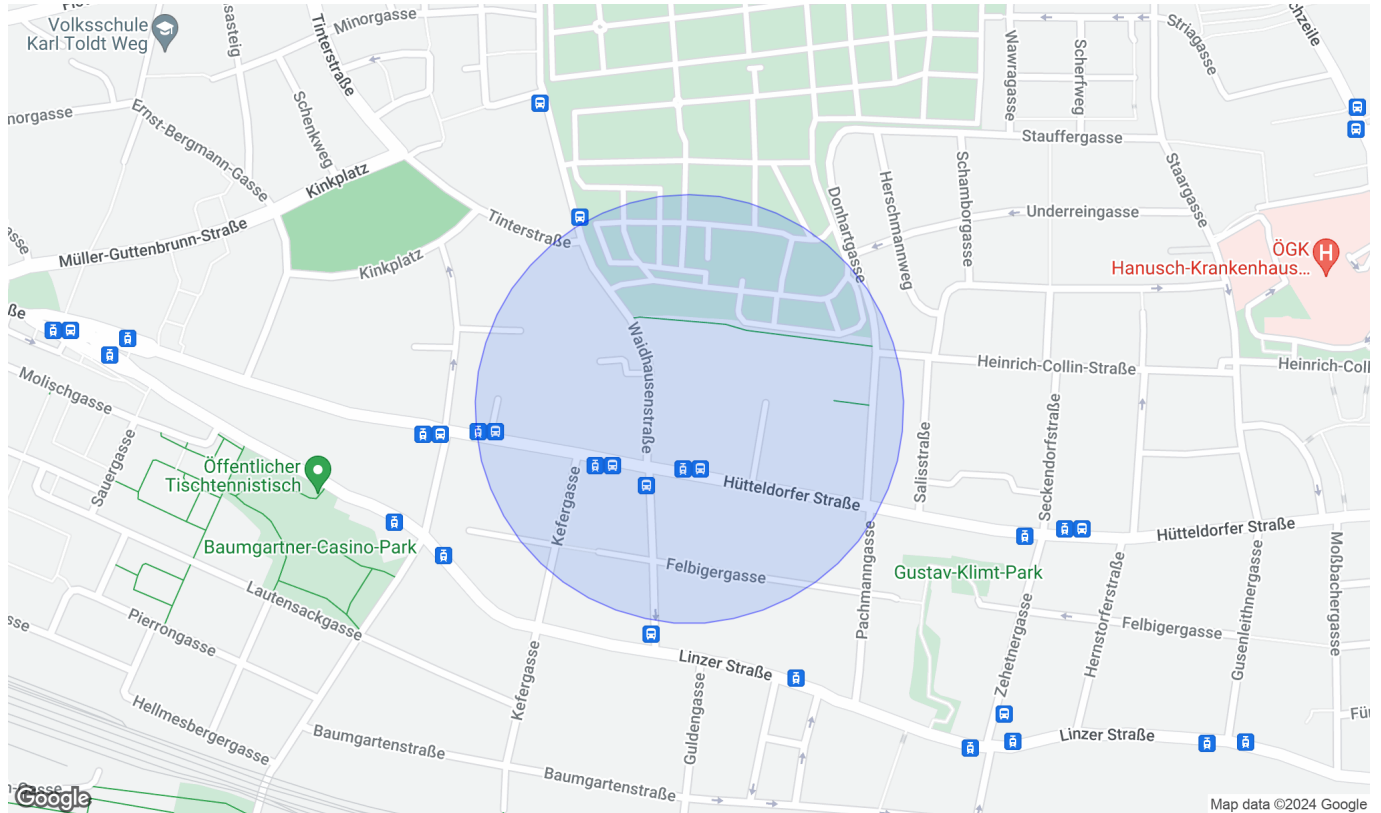 Volksschule
Karl Toldt Weg
Minorgasse
Tinterstraße
Wawragasse
Scherfweg
Striagasse
Stauffergasse
Ernst-Bergmann-Gasse
Schenkweg
Kinkplatz
Staargasse
Herschmannweg
Schamborgasse
Donhartgasse
Underreingasse
Müller-Guttenbrunn-Straße
Tinterstraße
Kinkplatz
ÖGK
Hanusch-Krankenhaus...
Waidhausenstraße
Heinrich-Collin-Straße
Heinrich-Coll
Molischgasse
Sauergasse
Öffentlicher
Tischtennistisch
Salisstraße
Seckendorfstraße
Hütteldorfer Straße
Hütteldorfer Straße
Kefergasse
Baumgartner-Casino-Park
Felbigergasse
Gustav-Klimt-Park
Pachmanngasse
Moßbachergasse
Lautensackgasse
Pierrongasse
Felbigergasse
Hernstorferstraße
Gusenleithnergasse
Zehetnergasse
Linzer Straße
Kefergasse
Guldengasse
Hellmesbergergasse
Baumgartenstraße
Linzer Straße
Baumgartenstraße
Google
Map data ©2024 Google